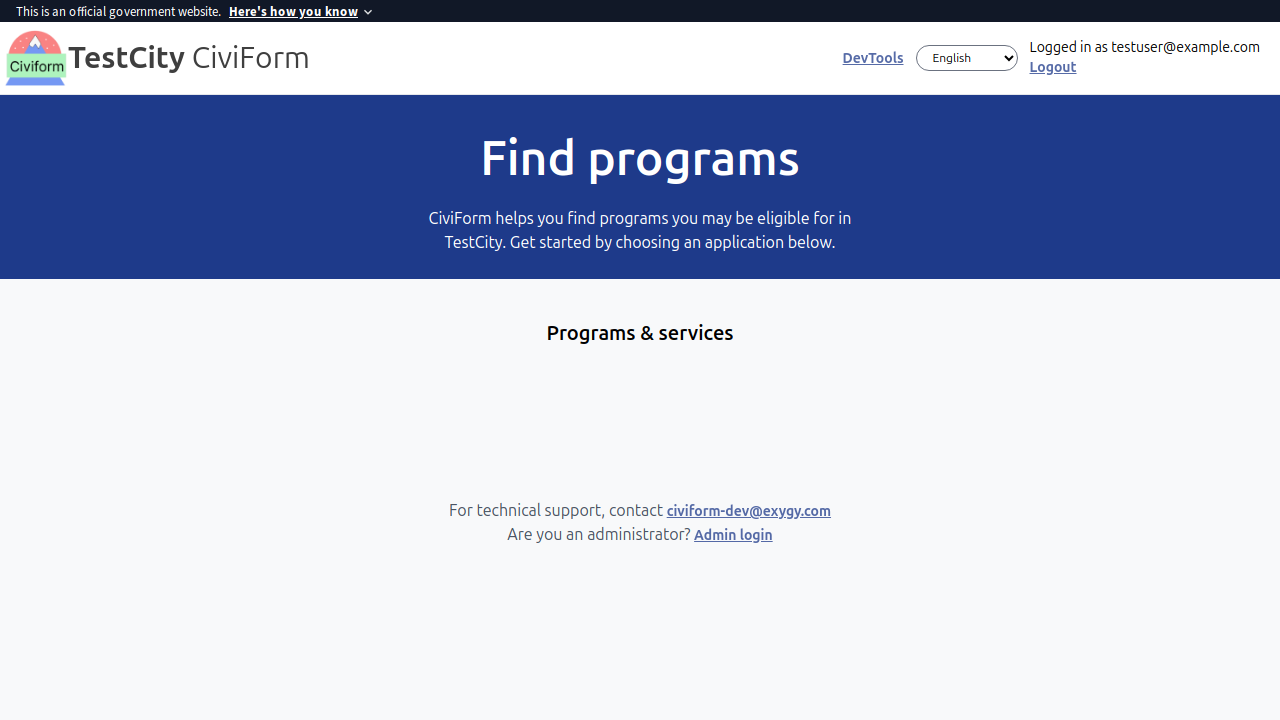 This is an official government website. Here's how you know
Civiform
TestCity CiviForm
DevTools
English
Logged in as testuser@example.com
Logout
Find programs
CiviForm helps you find programs you may be eligible for in
TestCity. Get started by choosing an application below.
Programs & services
For technical support, contact civiform-dev@exygy.com
Are you an administrator? Admin login